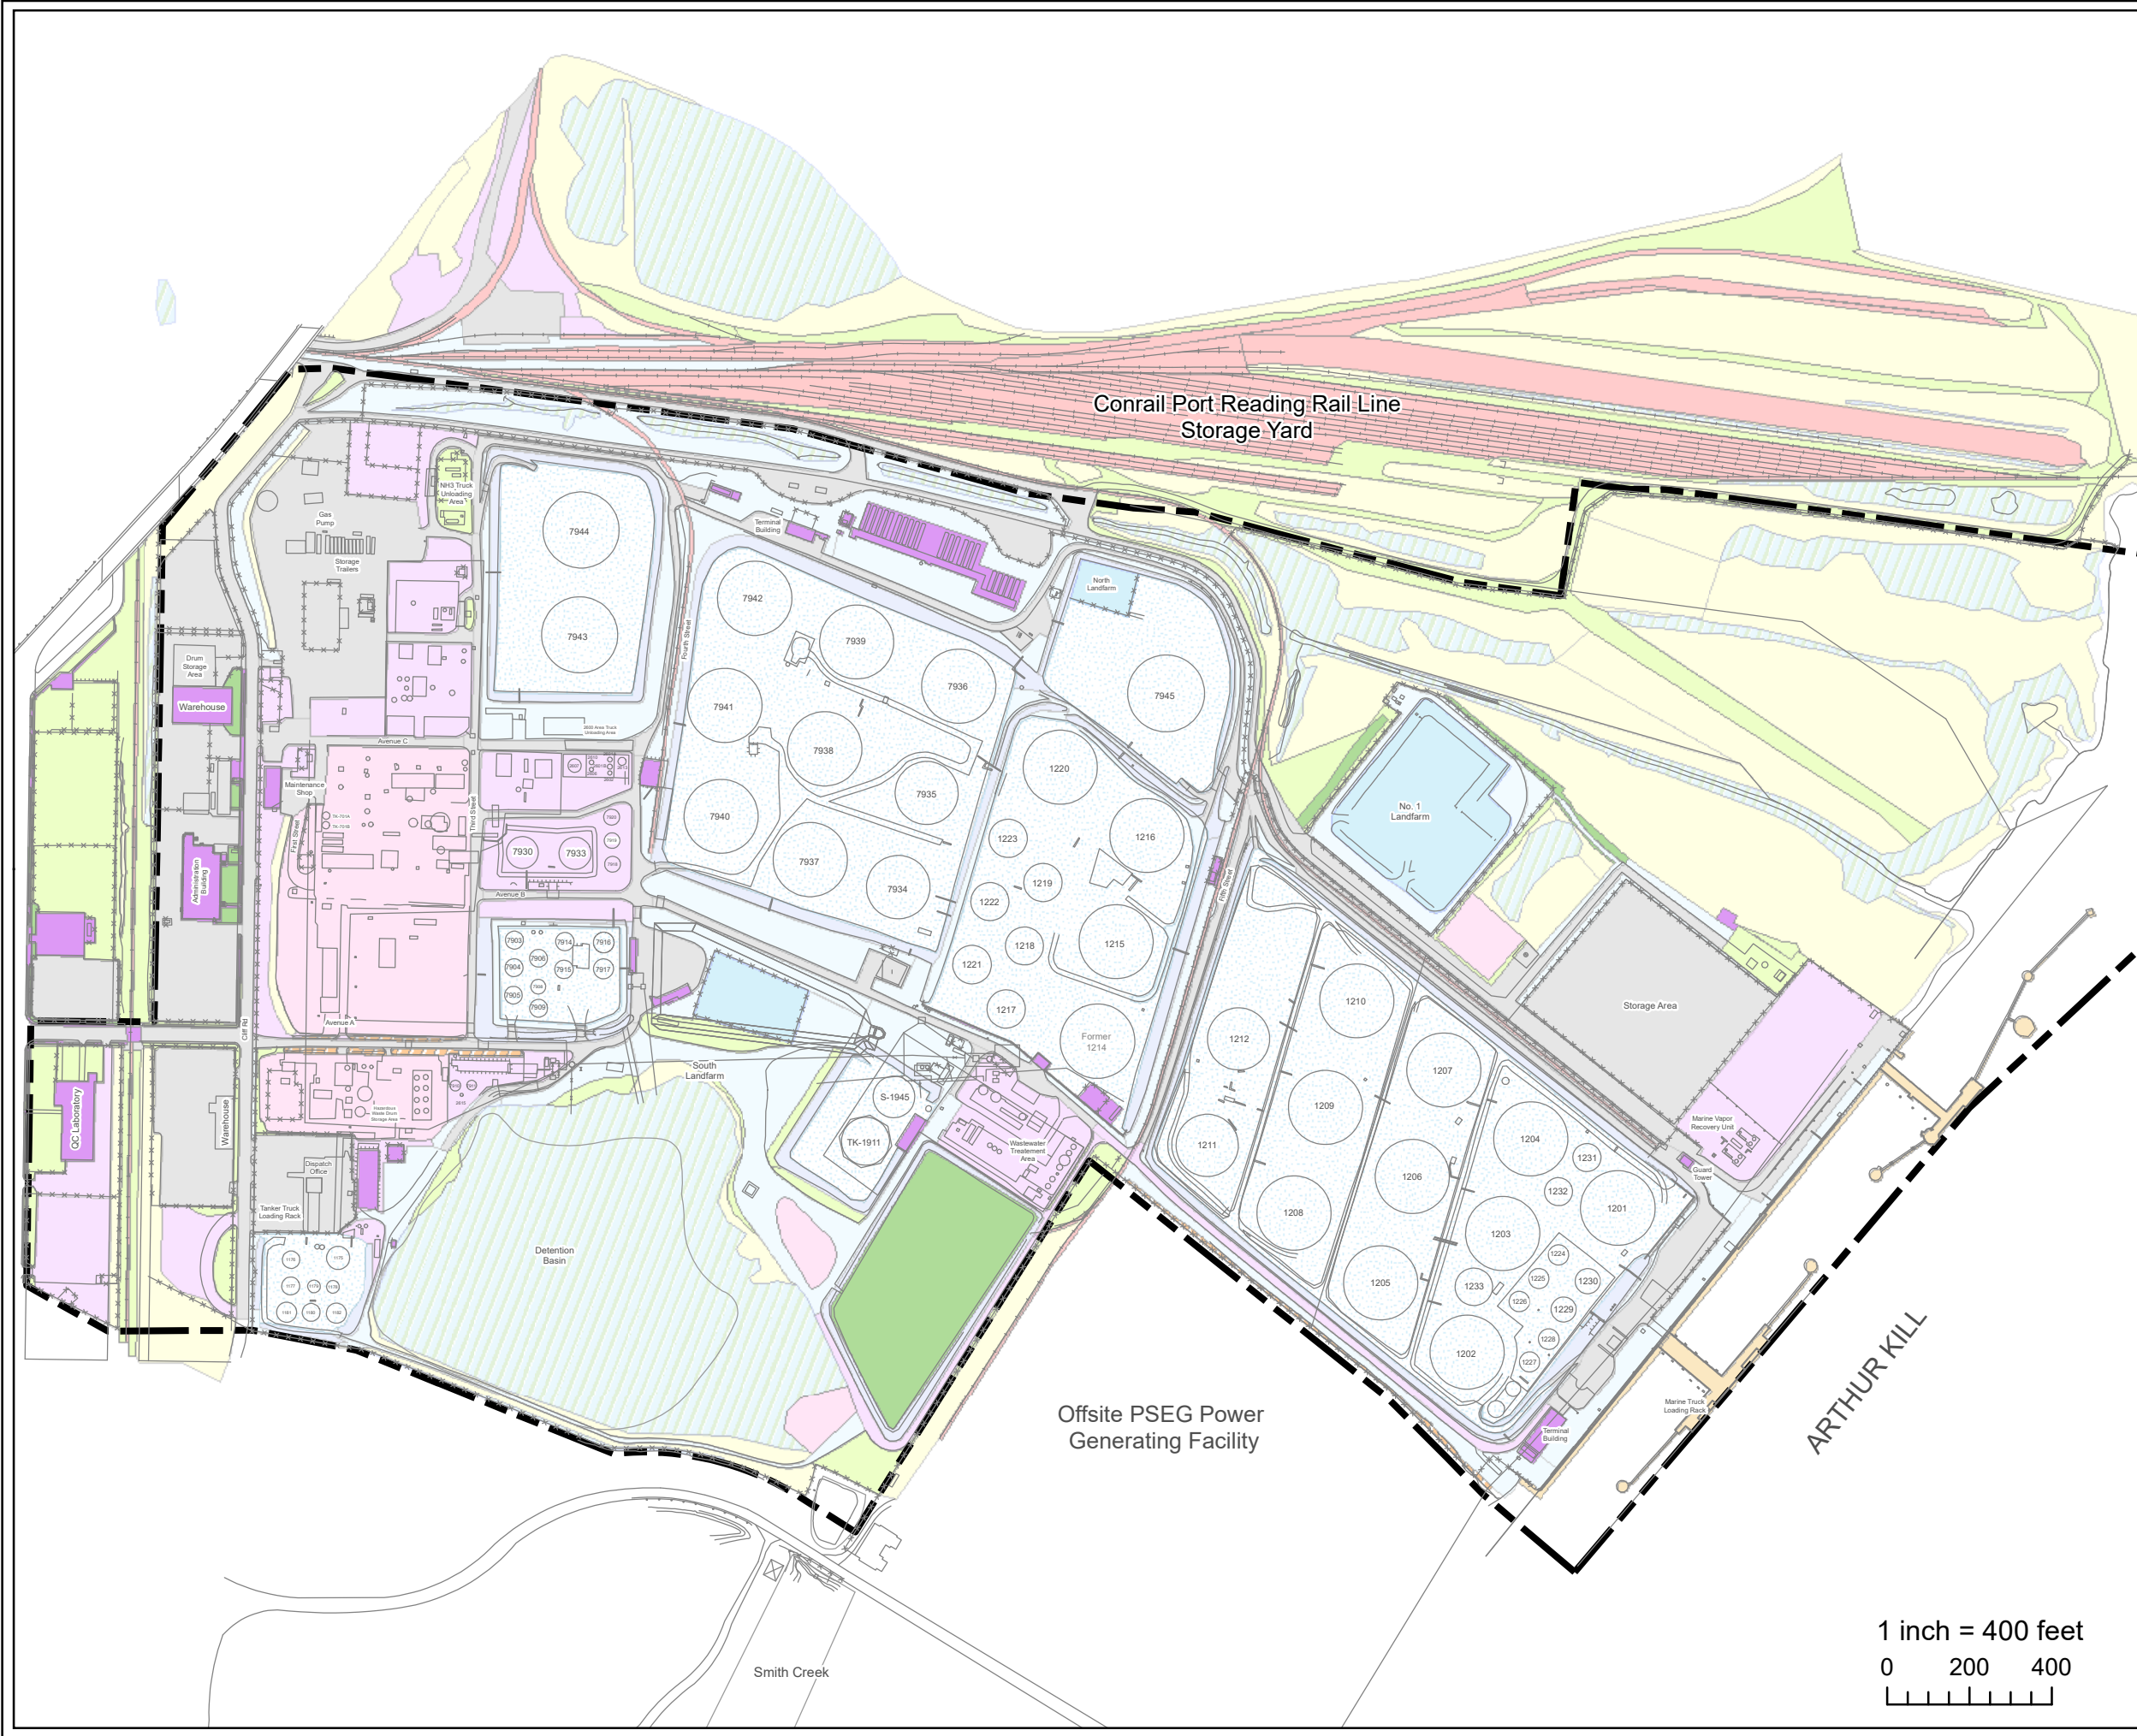 Conrail Port Reading Rail Line
Storage Yard
NH3 Truck
Unloading
Area
Gas
Pump
Storage
Trailers
7944
7943
Terminal
Building
North
Landfarm
7942
7939
7936
7945
Fourth Street
Drum
Storage
Area
Warehouse
7941
7938
Avenue C
Maintenance
Shop
1220
7935
No. 1
Landfarm
7940
7937
7934
First Street
Third Street
7930
7933
1223
1216
1219
1222
Fifth Street
Administration
Building
Avenue B
7903
7914
7916
7906
7904
7915
7917
7905
7909
1218
1215
1221
1217
Storage Area
1210
Avenue A
Cliff Rd
1212
Former
1214
South
Landfarm
1207
S-1945
TK-1911
1209
QC Laboratory
Warehouse
Hazardous
Waste Drum
Storage Area
Wastewater
Treatement
Area
1211
Marine Vapor
Recovery Unit
1204
1231
Dispatch
Office
Guard
Tower
1206
1232
Tanker Truck
Loading Rack
1208
1201
1203
Detention
Basin
1224
1205
1233
1225
1230
1226
1229
1228
1202
1227
Marine Truck
Loading Rack
Terminal
Building
ARTHUR KILL
Offsite PSEG Power
Generating Facility
Smith Creek
1 inch = 400 feet
0 200 400